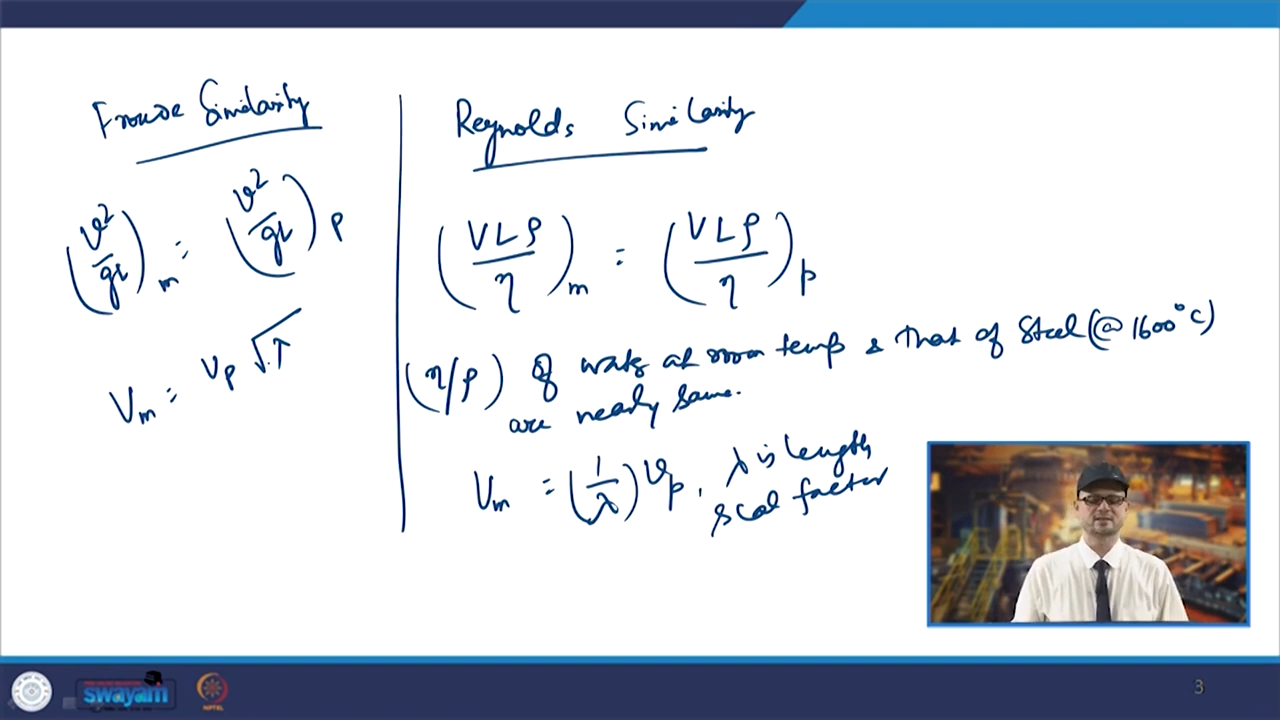 Froude Similarity
(v²/gL)m = (v²/gL)p
Vm = Vp √λ
Reynolds Similarity
(VLρ/η)m = (VLρ/η)p
(η/ρ) of water at room temp & that of Steel (@ 1600°C)
are nearly same.
Vm = (1/λ) vp, λ is length
scal factor
swayam
3